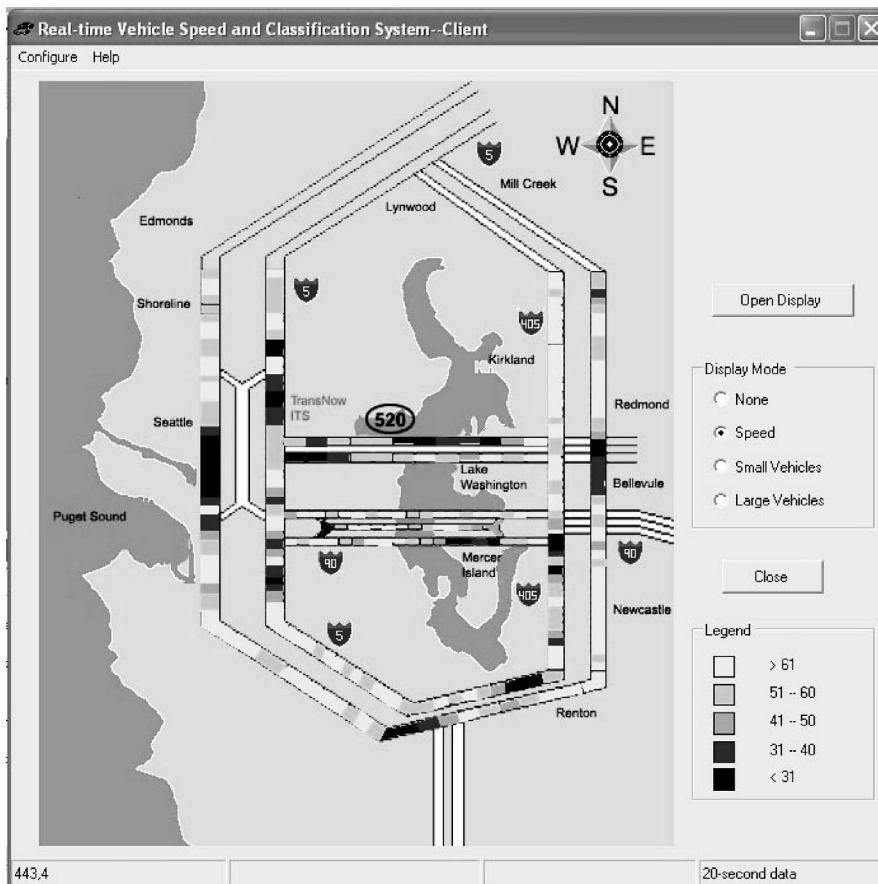 Real-time Vehicle Speed and Classification System--Client
Configure Help
N
W E
S
5
Mill Creek
Lynwood
Edmonds
Shoreline
5
405
Kirkland
Open Display
Display Mode
None
Speed
Small Vehicles
Large Vehicles
TransNow
ITS
520
Redmond
Seattle
Lake
Washington
Bellevule
Puget Sound
90
Mercer
Island
90
405
Close
Newcastle
5
Renton
Legend
> 61
51 -- 60
41 -- 50
31 -- 40
< 31
443,4
20-second data